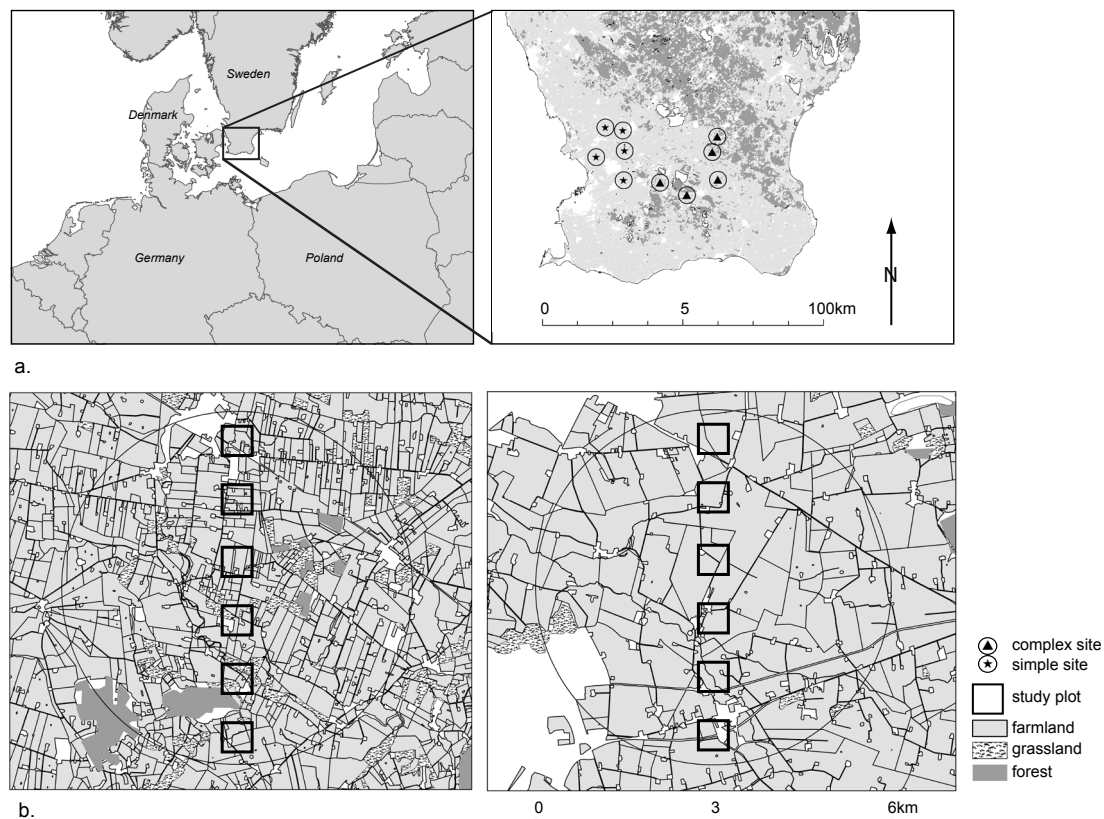 Sweden
Denmark
Germany
Poland
N
0 5 100km
a.
complex site
simple site
study plot
farmland
grassland
forest
b.
0 3 6km